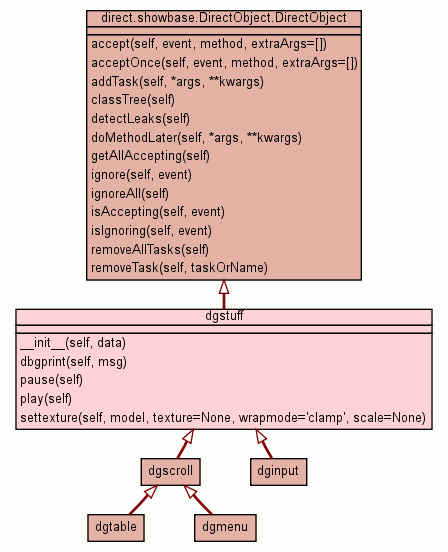 direct.showbase.DirectObject.DirectObject
accept(self, event, method, extraArgs=[])
acceptOnce(self, event, method, extraArgs=[])
addTask(self, *args, **kwargs)
classTree(self)
detectLeaks(self)
doMethodLater(self, *args, **kwargs)
getAllAccepting(self)
ignore(self, event)
ignoreAll(self)
isAccepting(self, event)
isIgnoring(self, event)
removeAllTasks(self)
removeTask(self, taskOrName)
dgstuff
__init__(self, data)
dbgprint(self, msg)
pause(self)
play(self)
settexture(self, model, texture=None, wrapmode='clamp', scale=None)
dgscroll
dginput
dgtable
dgmenu